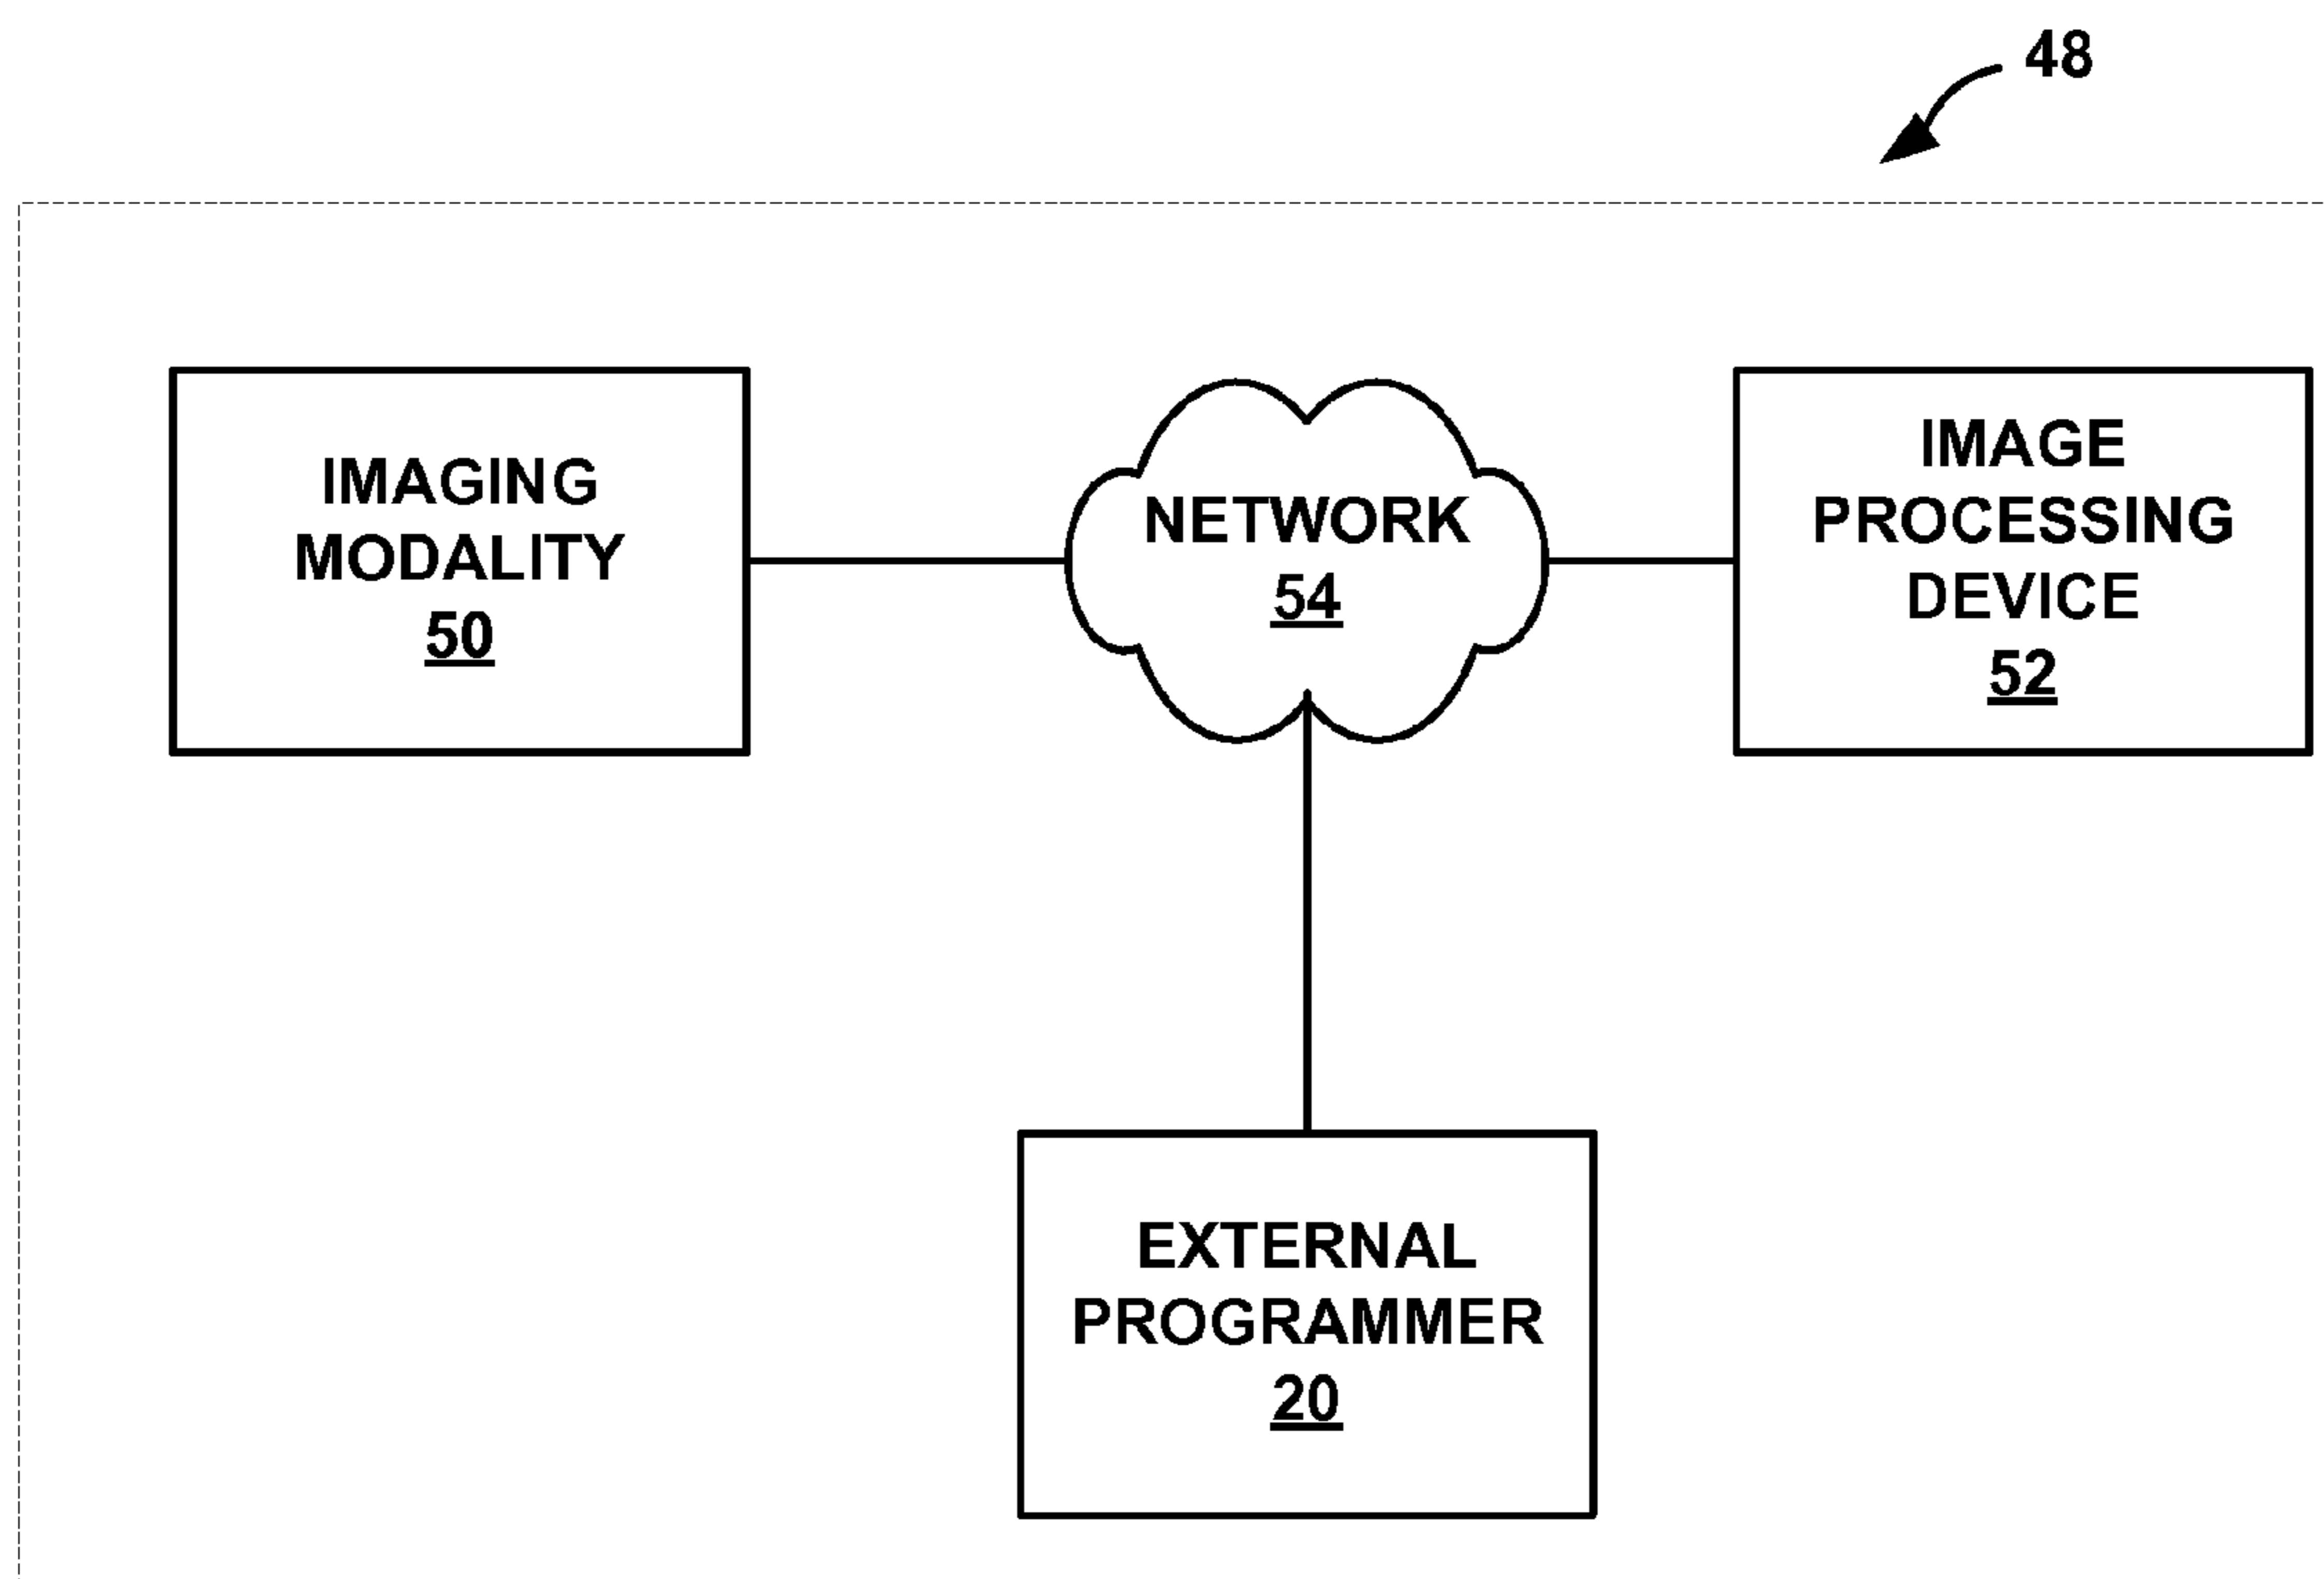 48
IMAGING
MODALITY
50
NETWORK
54
IMAGE
PROCESSING
DEVICE
52
EXTERNAL
PROGRAMMER
20